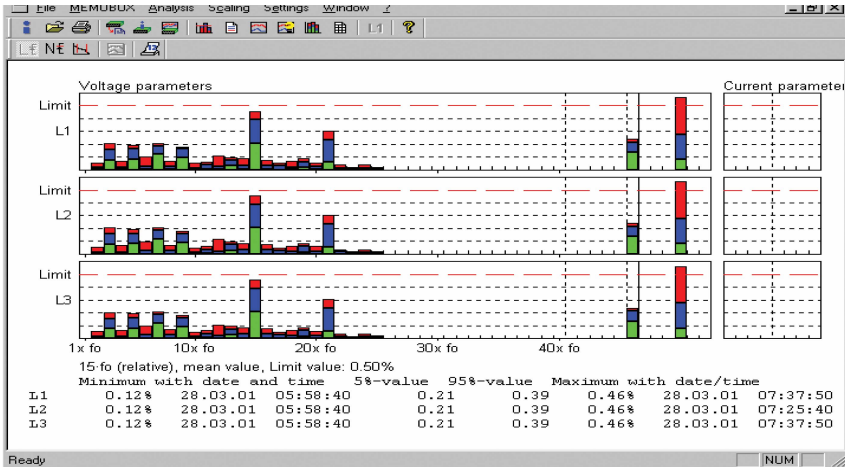 File MEMUBOX Analysis Scaling Settings Window ?
L1
L£ N£
Voltage parameters Current paramete
Limit
L1
Limit
L2
Limit
L3
1x fo 10x fo 20x fo 30x fo 40x fo
15·fo (relative), mean value, Limit value: 0.50%
Minimum with date and time 5%-value 95%-value Maximum with date/time
L1 0.12% 28.03.01 05:58:40 0.21 0.39 0.46% 28.03.01 07:37:50
L2 0.12% 28.03.01 05:58:40 0.21 0.39 0.46% 28.03.01 07:25:40
L3 0.12% 28.03.01 05:58:40 0.21 0.39 0.46% 28.03.01 07:37:50
Ready NUM